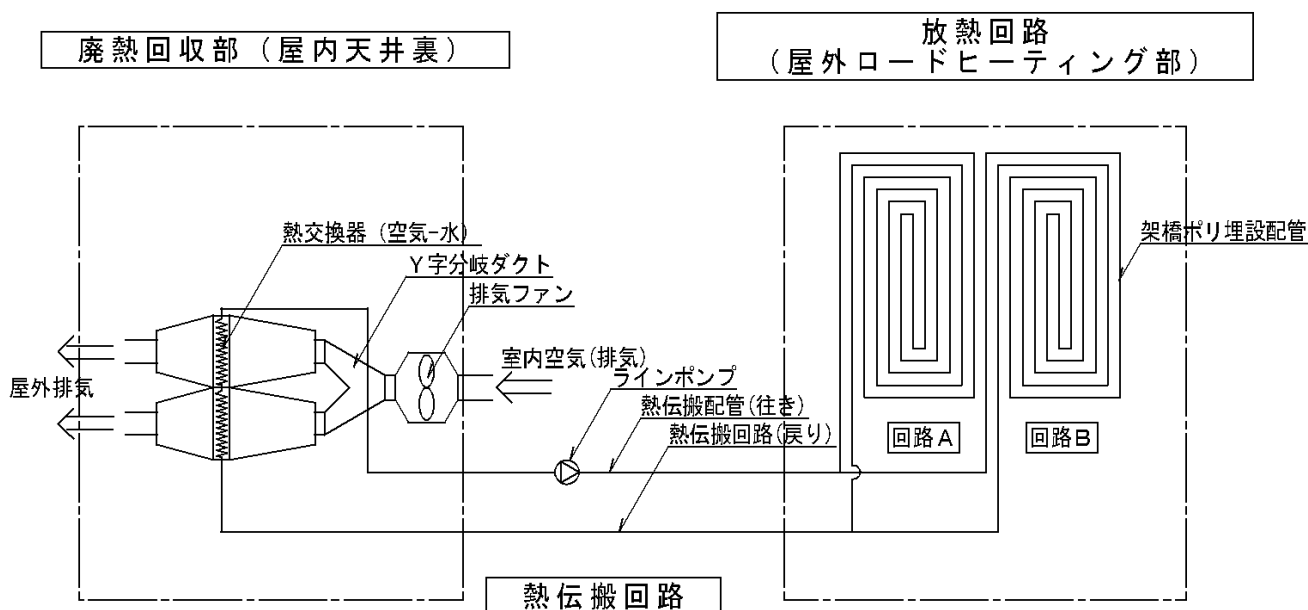 廃熱回収部（屋内天井裏）
放熱回路
（屋外ロードヒーティング部）
熱交換器（空気-水）
Ｙ字分岐ダクト
排気ファン
架橋ポリ埋設配管
室内空気(排気)
ラインポンプ
屋外排気
熱伝搬配管(往き)
熱伝搬回路(戻り)
回路Ａ
回路Ｂ
熱伝搬回路